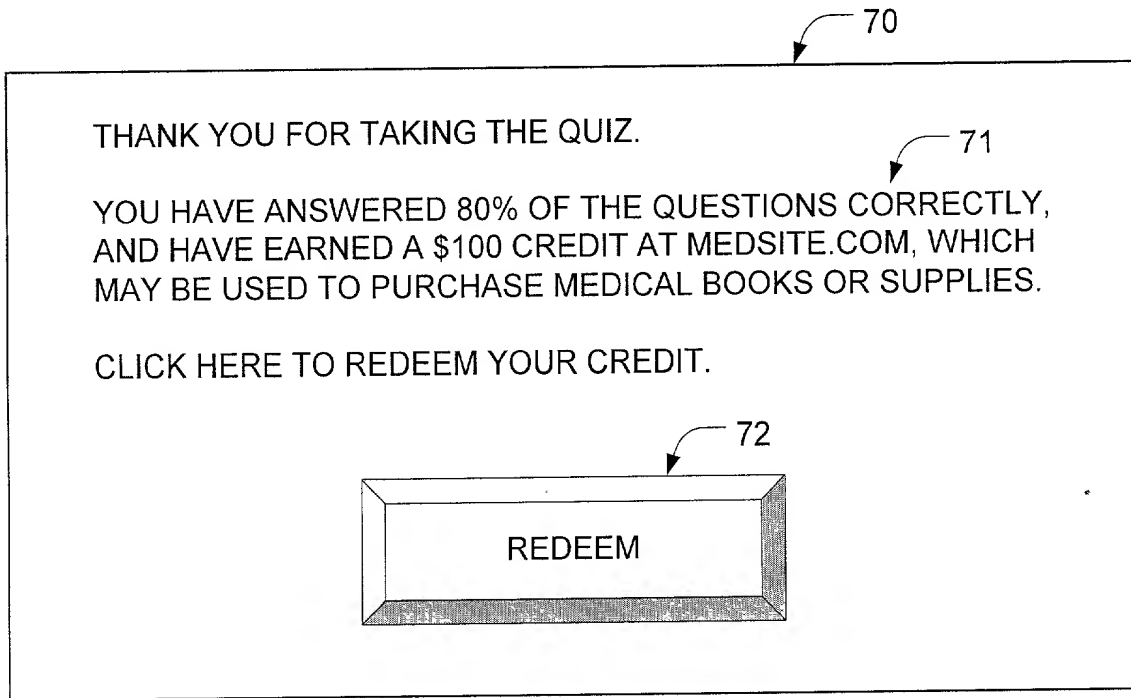 70
THANK YOU FOR TAKING THE QUIZ.
71
YOU HAVE ANSWERED 80% OF THE QUESTIONS CORRECTLY,
AND HAVE EARNED A $100 CREDIT AT MEDSITE.COM, WHICH
MAY BE USED TO PURCHASE MEDICAL BOOKS OR SUPPLIES.
CLICK HERE TO REDEEM YOUR CREDIT.
72
REDEEM